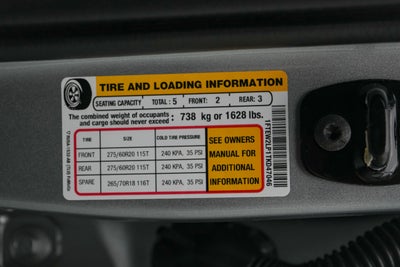 TIRE AND LOADING INFORMATION
SEATING CAPACITY TOTAL : 5 FRONT: 2 REAR: 3
The combined weight of occupants
and cargo should never exceed : 738 kg or 1628 lbs.
TIRE SIZE COLD TIRE PRESSURE
FRONT 275/60R20 115T 240 KPA, 35 PSI
REAR 275/60R20 115T 240 KPA, 35 PSI
SPARE 265/70R18 116T 240 KPA, 35 PSI
SEE OWNERS
MANUAL FOR
ADDITIONAL
INFORMATION